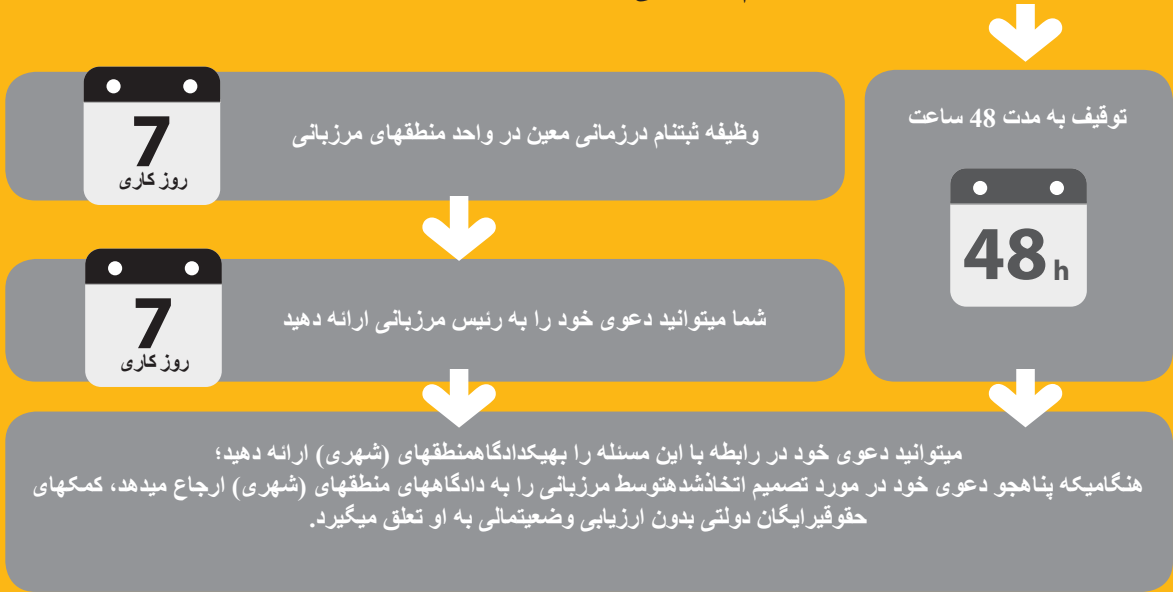 توقیف به مدت 48 ساعت
48 h
وظیفه ثبتنام درزمانی معین در واحد منطقهای مرزبانی
7
روز کاری
شما میتوانید دعوی خود را به رئیس مرزبانی ارائه دهید
7
روز کاری
میتوانید دعوی خود در رابطه با این مسئله را بهیکدادگاهمنطقهای (شهری) ارائه دهید؛
هنگامیکه پناهجو دعوی خود در مورد تصمیم اتخاذشدهتوسط مرزبانی را به دادگاههای منطقهای (شهری) ارجاع میدهد، کمکهای
حقوقیرایگان دولتی بدون ارزیابی وضعیتمالی به او تعلق میگیرد.